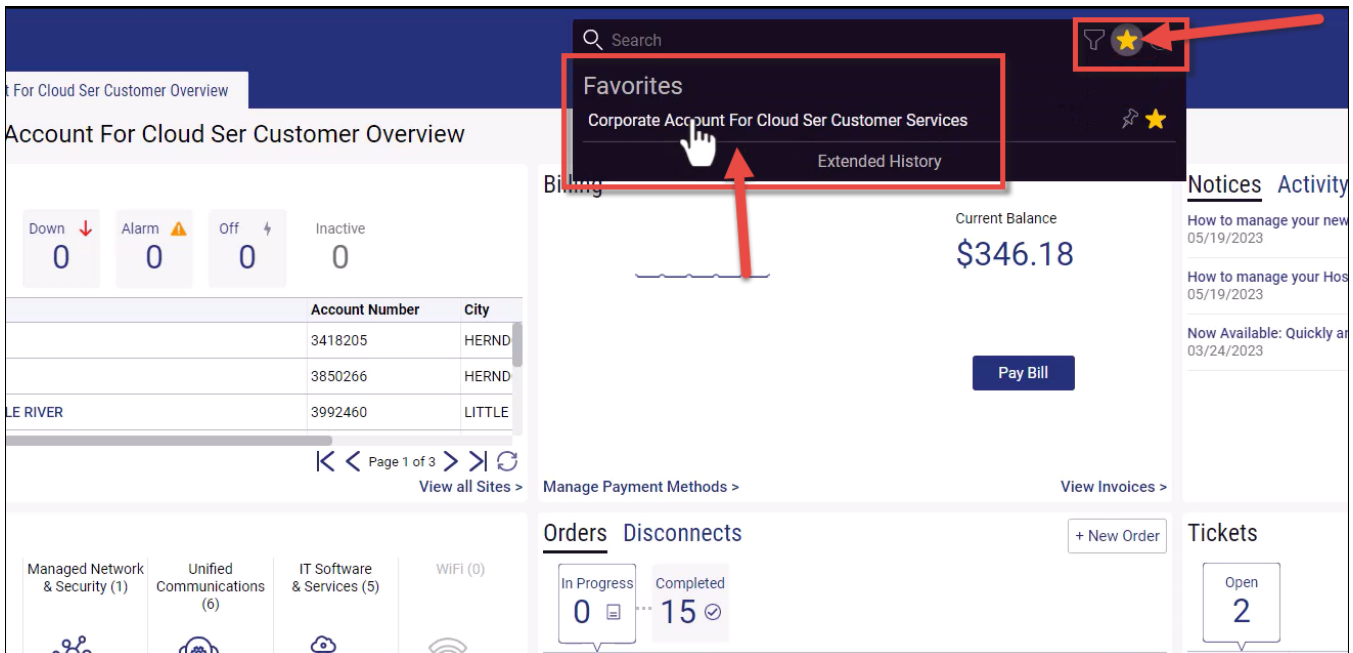 Search
t For Cloud Ser Customer Overview
Account For Cloud Ser Customer Overview
Favorites
Corporate Account For Cloud Ser Customer Services
Extended History
Down
0
Alarm
0
Off
0
Inactive
0
Account Number City
3418205 HERND
3850266 HERND
LE RIVER 3992460 LITTLE
Page 1 of 3
View all Sites >
Billing
Current Balance
$346.18
Pay Bill
Manage Payment Methods >
View Invoices >
Notices Activity
How to manage your new
05/19/2023
How to manage your Hos
05/19/2023
Now Available: Quickly ar
03/24/2023
Managed Network
& Security (1)
Unified
Communications
(6)
IT Software
& Services (5)
WiFi (0)
Orders Disconnects
+ New Order
In Progress
0
Completed
15
Tickets
Open
2